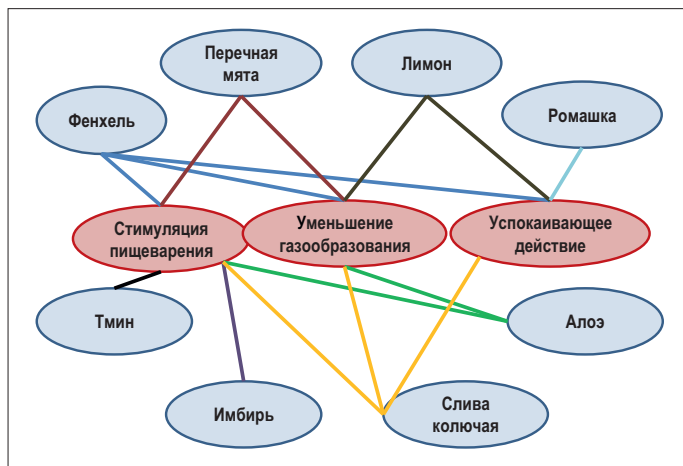 Перечная
мята
Лимон
Фенхель
Ромашка
Стимуляция
пищеварения
Уменьшение
газообразования
Успокаивающее
действие
Тмин
Алоэ
Имбирь
Слива
колючая